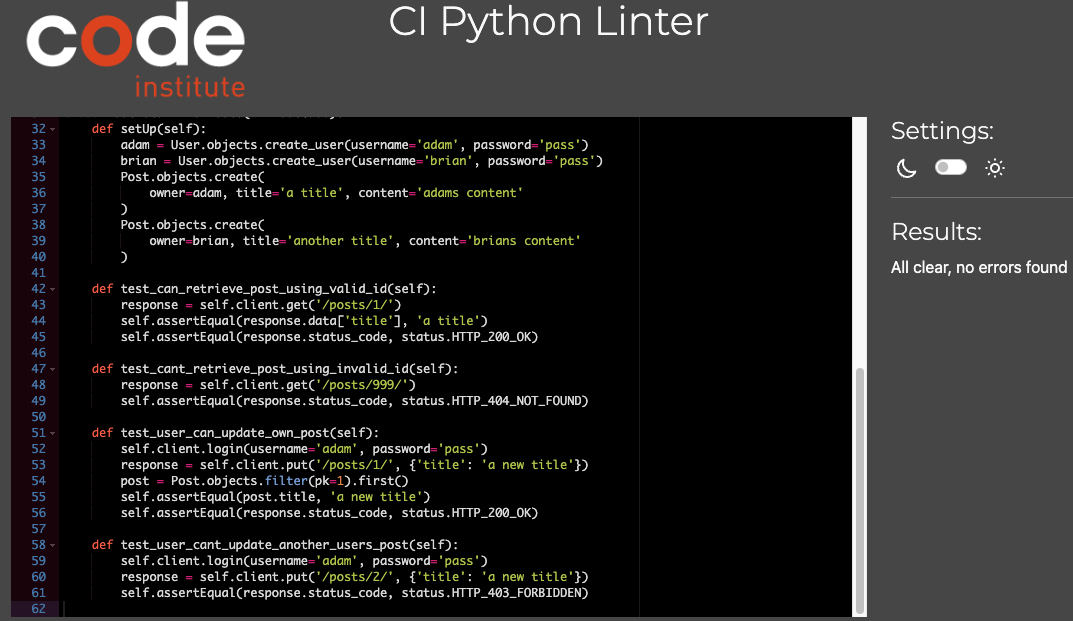 code
institute
CI Python Linter
32 def setUp(self):
33 adam = User.objects.create_user(username='adam', password='pass')
34 brian = User.objects.create_user(username='brian', password='pass')
35 Post.objects.create(
36 owner=adam, title='a title', content='adams content'
37 )
38 Post.objects.create(
39 owner=brian, title='another title', content='brians content'
40 )
41
42 def test_can_retrieve_post_using_valid_id(self):
43 response = self.client.get('/posts/1/')
44 self.assertEqual(response.data['title'], 'a title')
45 self.assertEqual(response.status_code, status.HTTP_200_OK)
46
47 def test_cant_retrieve_post_using_invalid_id(self):
48 response = self.client.get('/posts/999/')
49 self.assertEqual(response.status_code, status.HTTP_404_NOT_FOUND)
50
51 def test_user_can_update_own_post(self):
52 self.client.login(username='adam', password='pass')
53 response = self.client.put('/posts/1/', {'title': 'a new title'})
54 post = Post.objects.filter(pk=1).first()
55 self.assertEqual(post.title, 'a new title')
56 self.assertEqual(response.status_code, status.HTTP_200_OK)
57
58 def test_user_cant_update_another_users_post(self):
59 self.client.login(username='adam', password='pass')
60 response = self.client.put('/posts/2/', {'title': 'a new title'})
61 self.assertEqual(response.status_code, status.HTTP_403_FORBIDDEN)
62
Settings:
Results:
All clear, no errors found